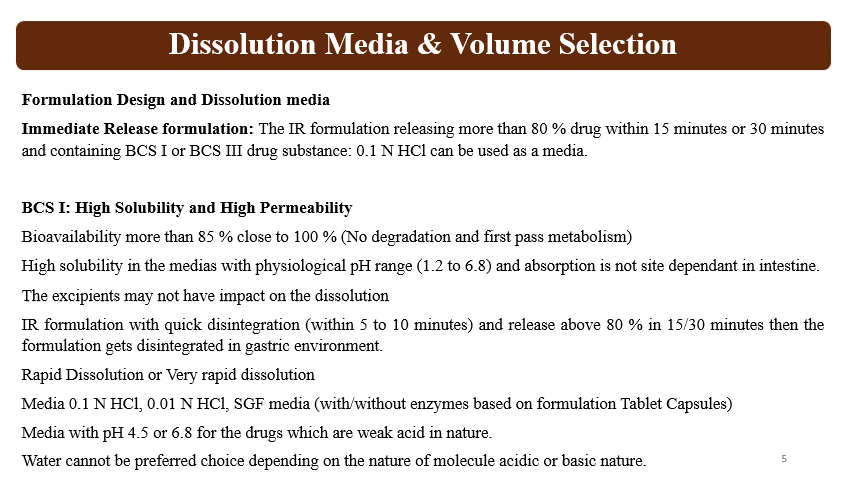 Dissolution Media & Volume Selection
Formulation Design and Dissolution media
Immediate Release formulation: The IR formulation releasing more than 80 % drug within 15 minutes or 30 minutes
and containing BCS I or BCS III drug substance: 0.1 N HCl can be used as a media.
BCS I: High Solubility and High Permeability
Bioavailability more than 85 % close to 100 % (No degradation and first pass metabolism)
High solubility in the medias with physiological pH range (1.2 to 6.8) and absorption is not site dependant in intestine.
The excipients may not have impact on the dissolution
IR formulation with quick disintegration (within 5 to 10 minutes) and release above 80 % in 15/30 minutes then the
formulation gets disintegrated in gastric environment.
Rapid Dissolution or Very rapid dissolution
Media 0.1 N HCl, 0.01 N HCl, SGF media (with/without enzymes based on formulation Tablet Capsules)
Media with pH 4.5 or 6.8 for the drugs which are weak acid in nature.
Water cannot be preferred choice depending on the nature of molecule acidic or basic nature.
5